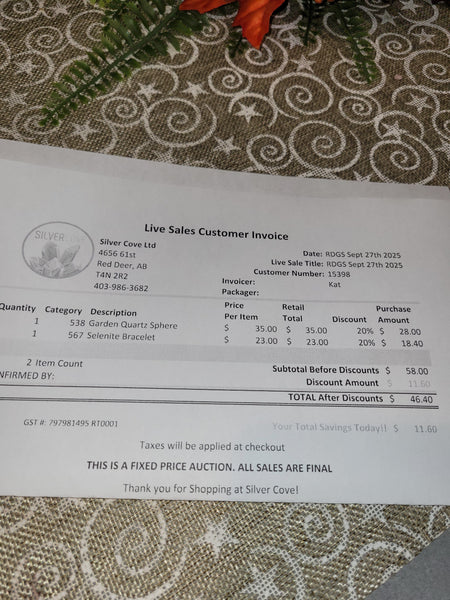 Live Sales Customer Invoice
SILVER
Silver Cove Ltd
4656 61st
Red Deer, AB
T4N 2R2
403-986-3682
Date: RDGS Sept 27th 2025
Live Sale Title: RDGS Sept 27th 2025
Customer Number: 15398
Invoicer: Kat
Packager:
Quantity Category Description Price Per Item Retail Total Discount Purchase Amount
1 538 Garden Quartz Sphere $ 35.00 $ 35.00 20% $ 28.00
1 567 Selenite Bracelet $ 23.00 $ 23.00 20% $ 18.40
2 Item Count
NFIRMED BY:
Subtotal Before Discounts $ 58.00
Discount Amount $ 11.60
TOTAL After Discounts $ 46.40
GST #: 797981495 RT0001
Your Total Savings Today!! $ 11.60
Taxes will be applied at checkout
THIS IS A FIXED PRICE AUCTION. ALL SALES ARE FINAL
Thank you for Shopping at Silver Cove!